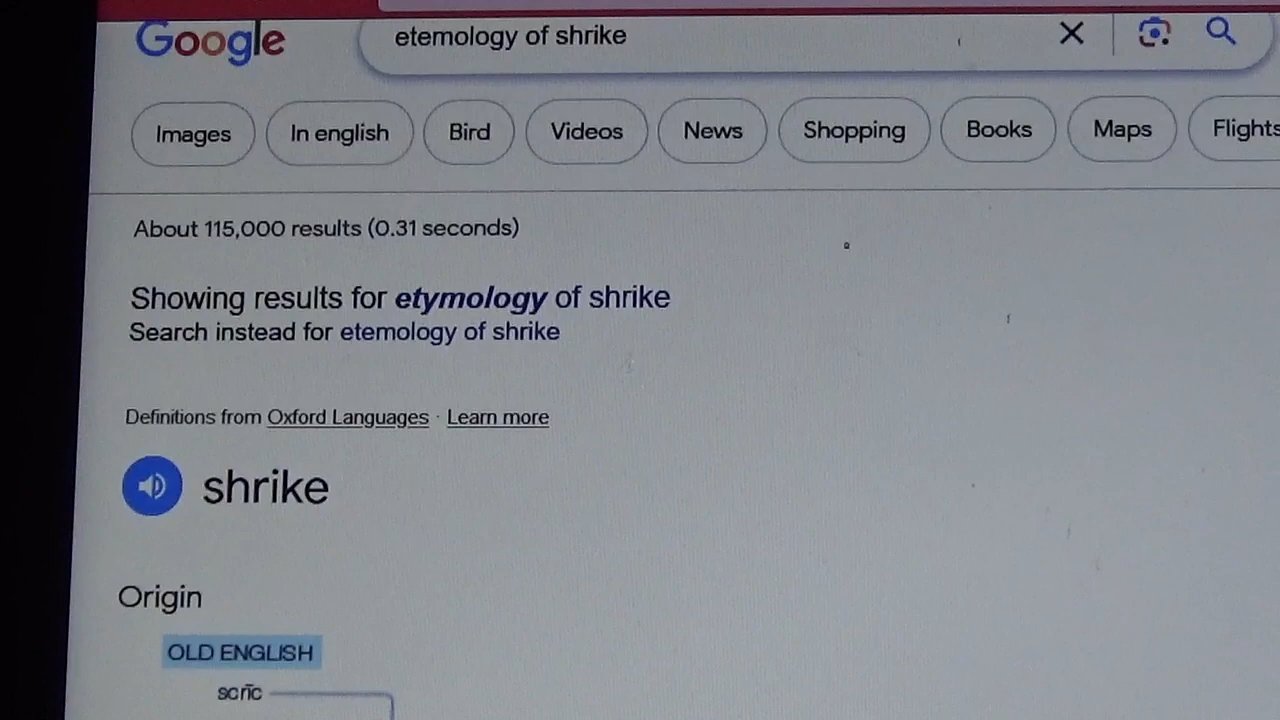 Google etemology of shrike
Images In english Bird Videos News Shopping Books Maps Flights
About 115,000 results (0.31 seconds)
Showing results for etymology of shrike
Search instead for etemology of shrike
Definitions from Oxford Languages · Learn more
shrike
Origin
OLD ENGLISH
scrīc